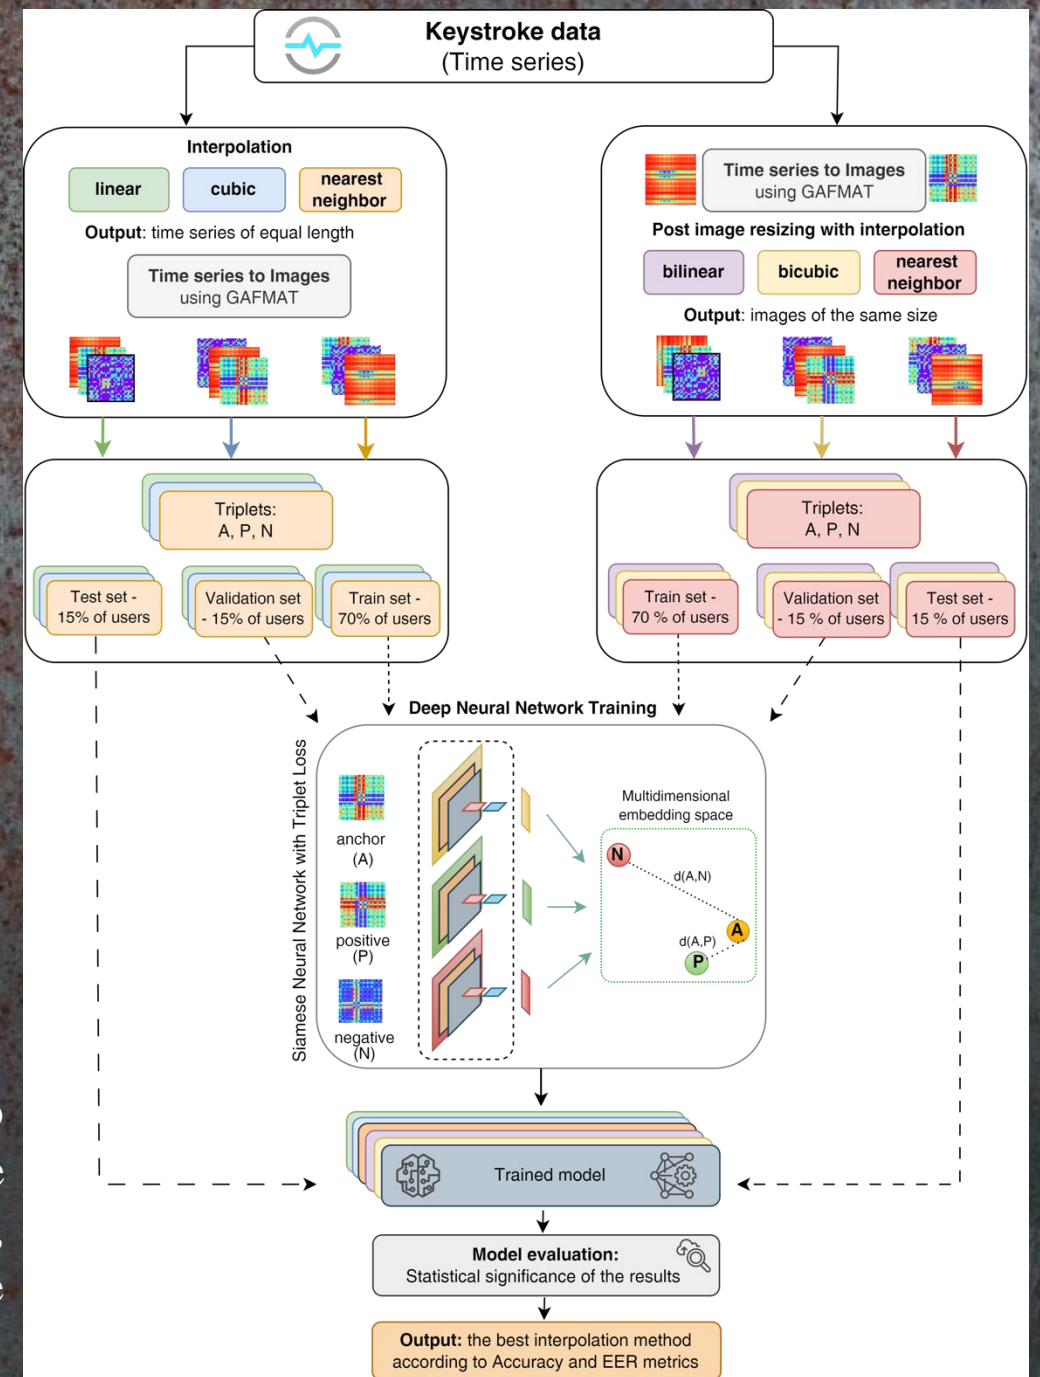 Keystroke data
(Time series)
Interpolation
linear
cubic
nearest
neighbor
Output: time series of equal length
Time series to Images
using GAFMAT
Time series to Images
using GAFMAT
Post image resizing with interpolation
bilinear
bicubic
nearest
neighbor
Output: images of the same size
Triplets:
A, P, N
Test set -
15% of users
Validation set
- 15% of users
Train set -
70% of users
Triplets:
A, P, N
Train set -
70 % of users
Validation set
- 15 % of users
Test set -
15 % of users
Deep Neural Network Training
Siamese Neural Network with Triplet Loss
anchor
(A)
positive
(P)
negative
(N)
Multidimensional
embedding space
N
d(A,N)
A
d(A,P)
P
Trained model
Model evaluation:
Statistical significance of the results
Output: the best interpolation method
according to Accuracy and EER metrics